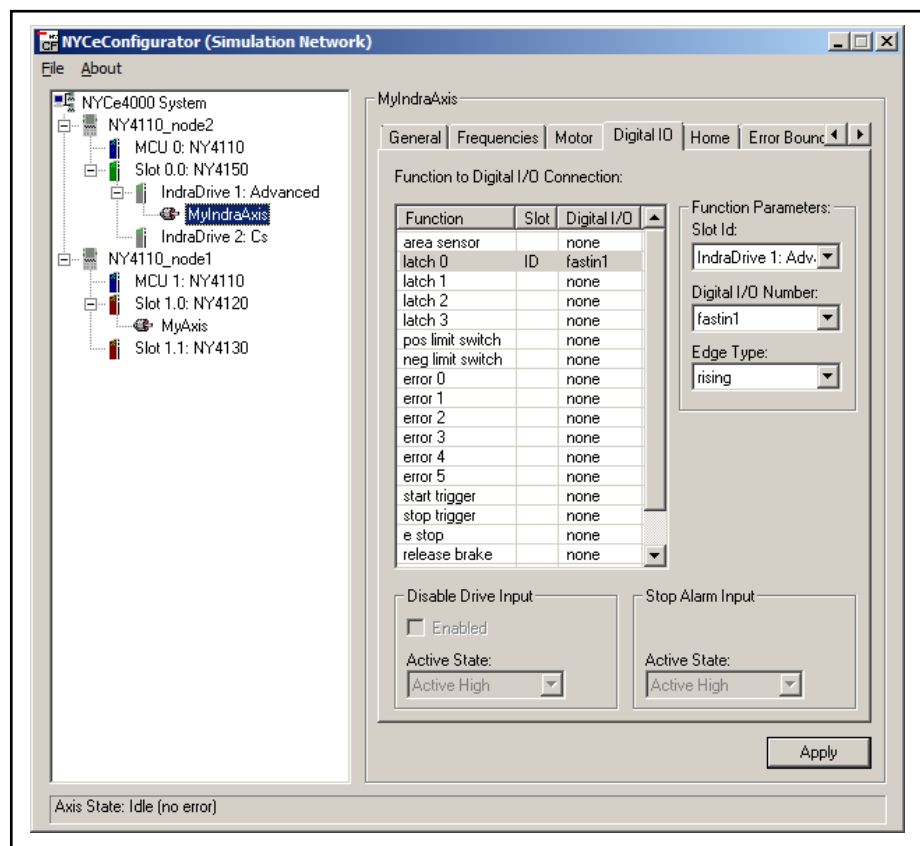 NYCeConfigurator (Simulation Network)
File About
NYCe4000 System
NY4110_node2
MCU 0: NY4110
Slot 0.0: NY4150
IndraDrive 1: Advanced
MyIndraAxis
IndraDrive 2: Cs
NY4110_node1
MCU 1: NY4110
Slot 1.0: NY4120
MyAxis
Slot 1.1: NY4130
MyIndraAxis
General Frequencies Motor Digital IO Home Error Bound
Function to Digital I/O Connection:
Function Slot Digital I/O
area sensor none
latch 0 ID fastin1
latch 1 none
latch 2 none
latch 3 none
pos limit switch none
neg limit switch none
error 0 none
error 1 none
error 2 none
error 3 none
error 4 none
error 5 none
start trigger none
stop trigger none
e stop none
release brake none
Function Parameters:
Slot Id:
IndraDrive 1: Adv.
Digital I/O Number:
fastin1
Edge Type:
rising
Disable Drive Input
Enabled
Active State:
Active High
Stop Alarm Input
Active State:
Active High
Apply
Axis State: Idle (no error)